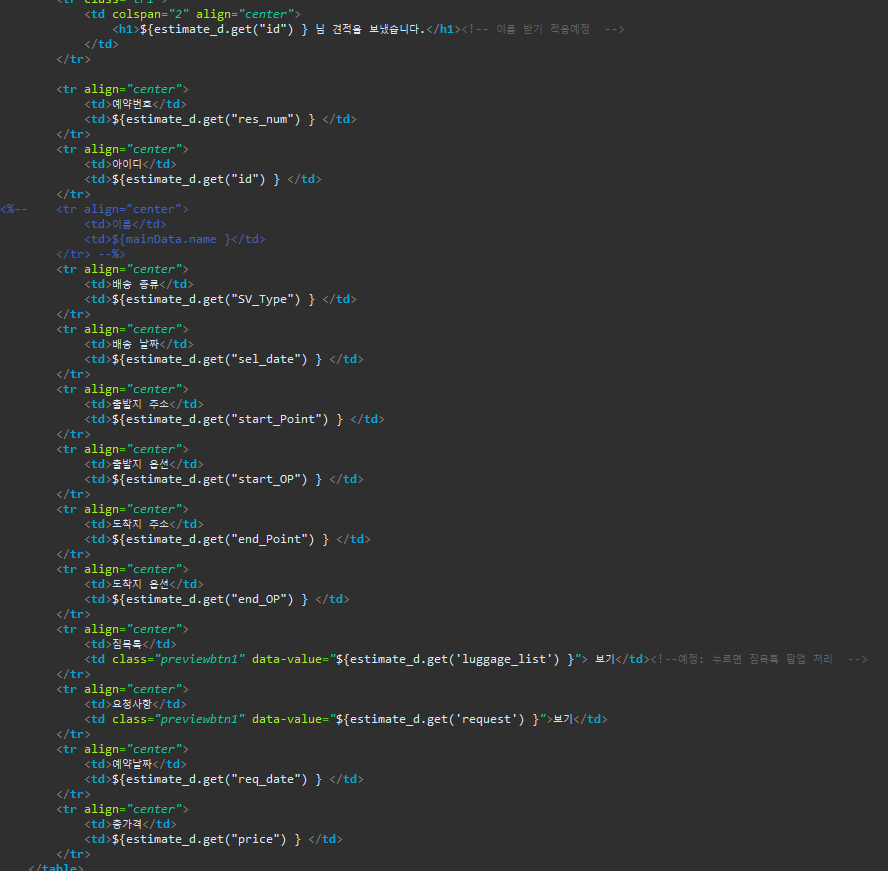 <tr class="tr1">
<td colspan="2" align="center">
<h1>${estimate_d.get("id") } 님 견적을 보냈습니다.</h1><!-- 이름 받기 적용예정  -->
</td>
</tr>
<tr align="center">
<td>예약번호</td>
<td>${estimate_d.get("res_num") } </td>
</tr>
<tr align="center">
<td>아이디</td>
<td>${estimate_d.get("id") } </td>
</tr>
<%-- <tr align="center">
<td>이름</td>
<td>${mainData.name }</td>
</tr> --%>
<tr align="center">
<td>배송 종류</td>
<td>${estimate_d.get("SV_Type") } </td>
</tr>
<tr align="center">
<td>배송 날짜</td>
<td>${estimate_d.get("sel_date") } </td>
</tr>
<tr align="center">
<td>출발지 주소</td>
<td>${estimate_d.get("start_Point") } </td>
</tr>
<tr align="center">
<td>출발지 옵션</td>
<td>${estimate_d.get("start_OP") } </td>
</tr>
<tr align="center">
<td>도착지 주소</td>
<td>${estimate_d.get("end_Point") } </td>
</tr>
<tr align="center">
<td>도착지 옵션</td>
<td>${estimate_d.get("end_OP") } </td>
</tr>
<tr align="center">
<td>짐목록</td>
<td class="previewbtn1" data-value="${estimate_d.get('luggage_list') }"> 보기</td><!--예정: 누르면 짐목록 팝업 처리  -->
</tr>
<tr align="center">
<td>요청사항</td>
<td class="previewbtn1" data-value="${estimate_d.get('request') }">보기</td>
</tr>
<tr align="center">
<td>예약날짜</td>
<td>${estimate_d.get("req_date") } </td>
</tr>
<tr align="center">
<td>총가격</td>
<td>${estimate_d.get("price") } </td>
</tr>
</table>